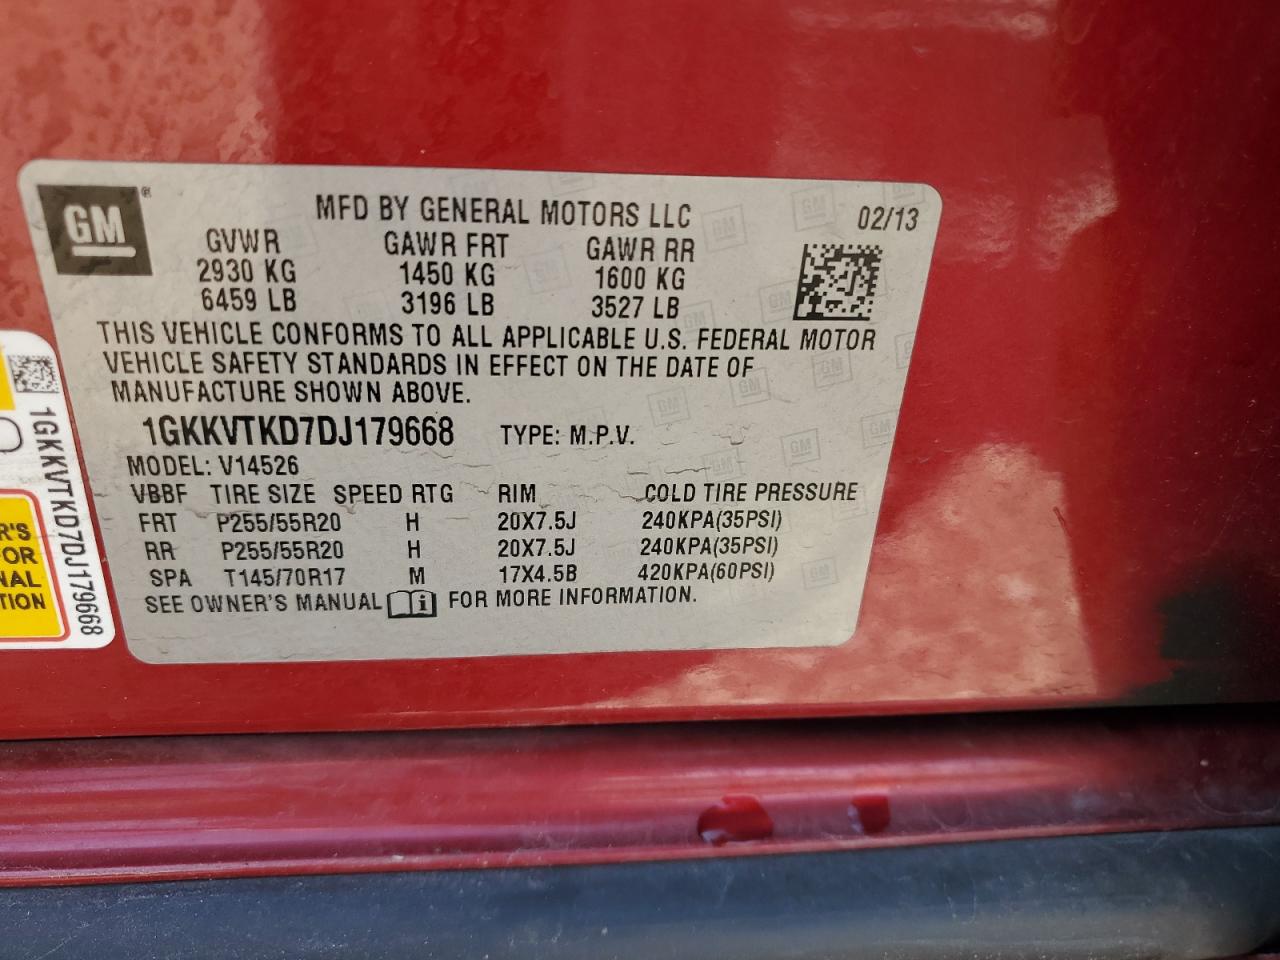 GM ®
MFD BY GENERAL MOTORS LLC 02/13
GVWR GAWR FRT GAWR RR
2930 KG 1450 KG 1600 KG
6459 LB 3196 LB 3527 LB
THIS VEHICLE CONFORMS TO ALL APPLICABLE U.S. FEDERAL MOTOR
VEHICLE SAFETY STANDARDS IN EFFECT ON THE DATE OF
MANUFACTURE SHOWN ABOVE.
1GKKVTKD7DJ179668 TYPE: M.P.V.
MODEL: V14526
VBBF TIRE SIZE SPEED RTG RIM COLD TIRE PRESSURE
FRT P255/55R20 H 20X7.5J 240KPA(35PSI)
RR P255/55R20 H 20X7.5J 240KPA(35PSI)
SPA T145/70R17 M 17X4.5B 420KPA(60PSI)
SEE OWNER'S MANUAL i FOR MORE INFORMATION.
1GKKVTKD7DJ179668
R'S
FOR
NAL
TION